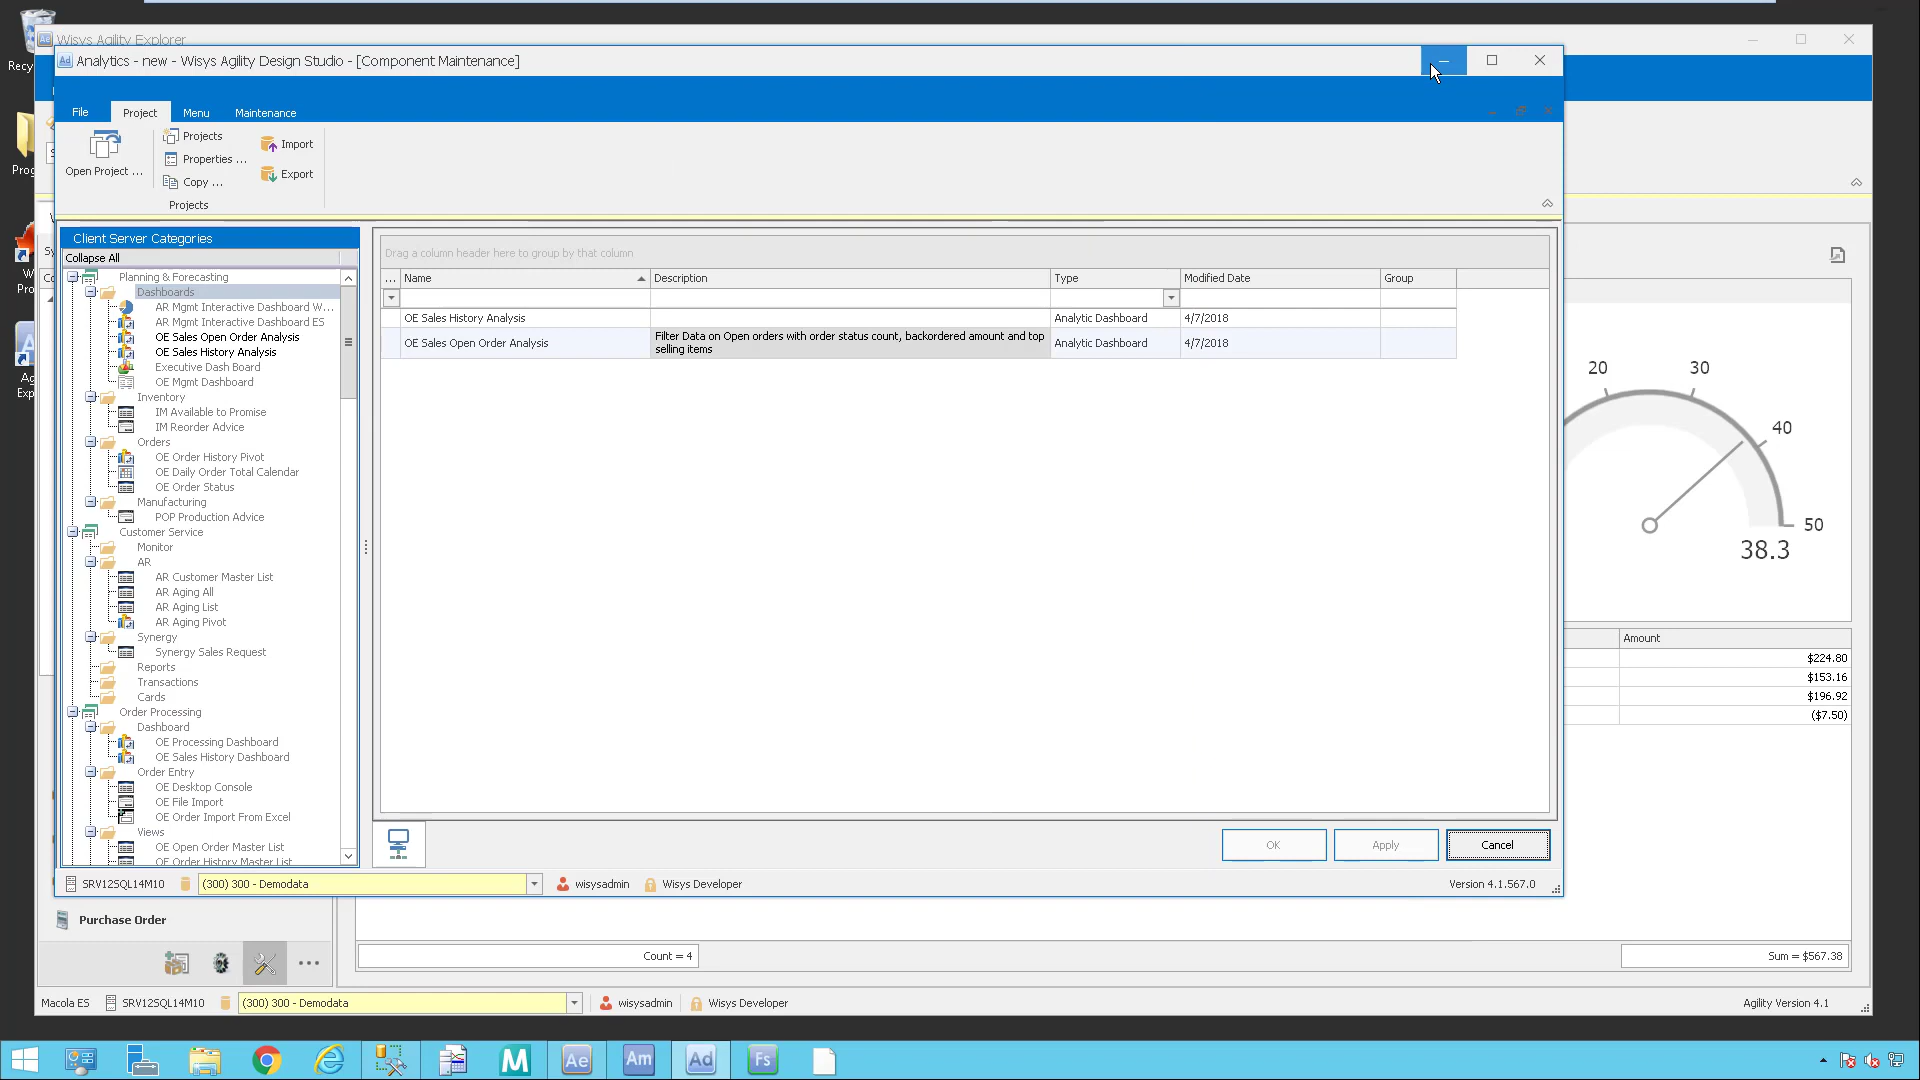 Wisys Agility Explorer
Recy
Analytics - new - Wisys Agility Design Studio - [Component Maintenance]
File
Project
Menu
Maintenance
Projects
Import
Properties ...
Open Project ...
Export
Copy ...
Projects
Client Server Categories
Collapse All
Planning & Forecasting
Dashboards
AR Mgmt Interactive Dashboard W...
AR Mgmt Interactive Dashboard ES
OE Sales Open Order Analysis
OE Sales History Analysis
Executive Dash Board
OE Mgmt Dashboard
Inventory
IM Available to Promise
IM Reorder Advice
Orders
OE Order History Pivot
OE Daily Order Total Calendar
OE Order Status
Manufacturing
POP Production Advice
Customer Service
Monitor
AR
AR Customer Master List
AR Aging All
AR Aging List
AR Aging Pivot
Synergy
Synergy Sales Request
Reports
Transactions
Cards
Order Processing
Dashboard
OE Processing Dashboard
OE Sales History Dashboard
Order Entry
OE Desktop Console
OE File Import
OE Order Import From Excel
Views
OE Open Order Master List
OE Order History Master List
Drag a column header here to group by that column
... Name Description Type Modified Date Group
OE Sales History Analysis Analytic Dashboard 4/7/2018
OE Sales Open Order Analysis Filter Data on Open orders with order status count, backordered amount and top selling items Analytic Dashboard 4/7/2018
OK
Apply
Cancel
SRV12SQL14M10
(300) 300 - Demodata
wisysadmin
Wisys Developer
Version 4.1.567.0
20
30
40
50
38.3
Amount
$224.80
$153.16
$196.92
($7.50)
Purchase Order
Count = 4
Sum = $567.38
Macola ES
SRV12SQL14M10
(300) 300 - Demodata
wisysadmin
Wisys Developer
Agility Version 4.1
M
Ae
Am
Ad
Fs